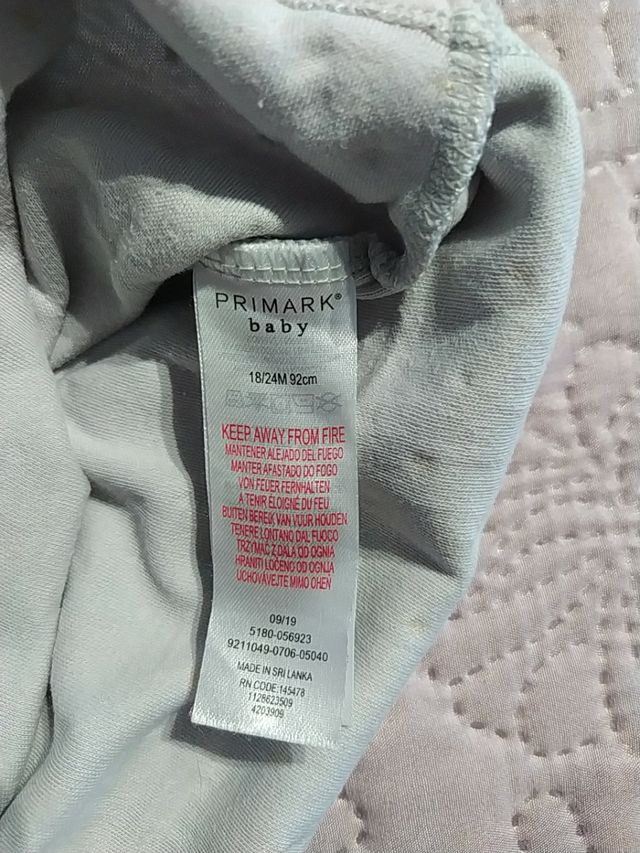 PRIMARK®
baby
18/24M 92cm
KEEP AWAY FROM FIRE
MANTENER ALEJADO DEL FUEGO
MANTER AFASTADO DO FOGO
VON FEUER FERNHALTEN
A TENIR ÉLOIGNÉ DU FEU
BUITEN BEREIK VAN VUUR HOUDEN
TENERE LONTANO DAL FUOCO
TRZYMAĆ Z DALA OD OGNIA
HRANITI LOČENO OD OGNJA
UCHOVÁVEJTE MIMO OHEŇ
09/19
5180-056923
9211049-0706-05040
MADE IN SRI LANKA
RN CODE:145478
1128623509
4203909